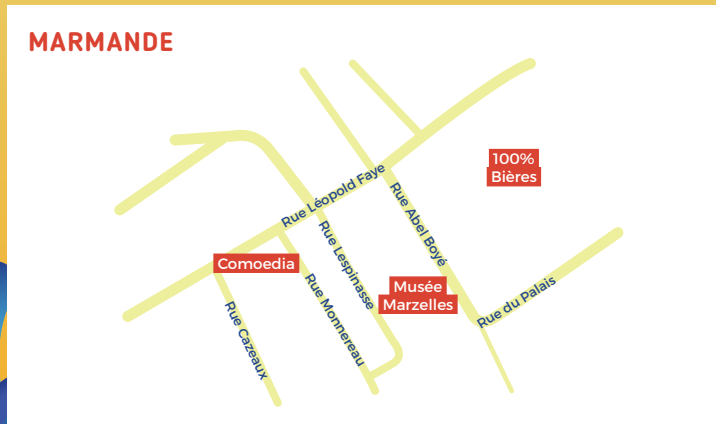 MARMANDE
100%
Bières
Rue Léopold Faye
Rue Abel Boyé
Comoedia
Rue Lespinasse
Musée
Marzelles
Rue du Palais
Rue Monnereau
Rue Cazeaux